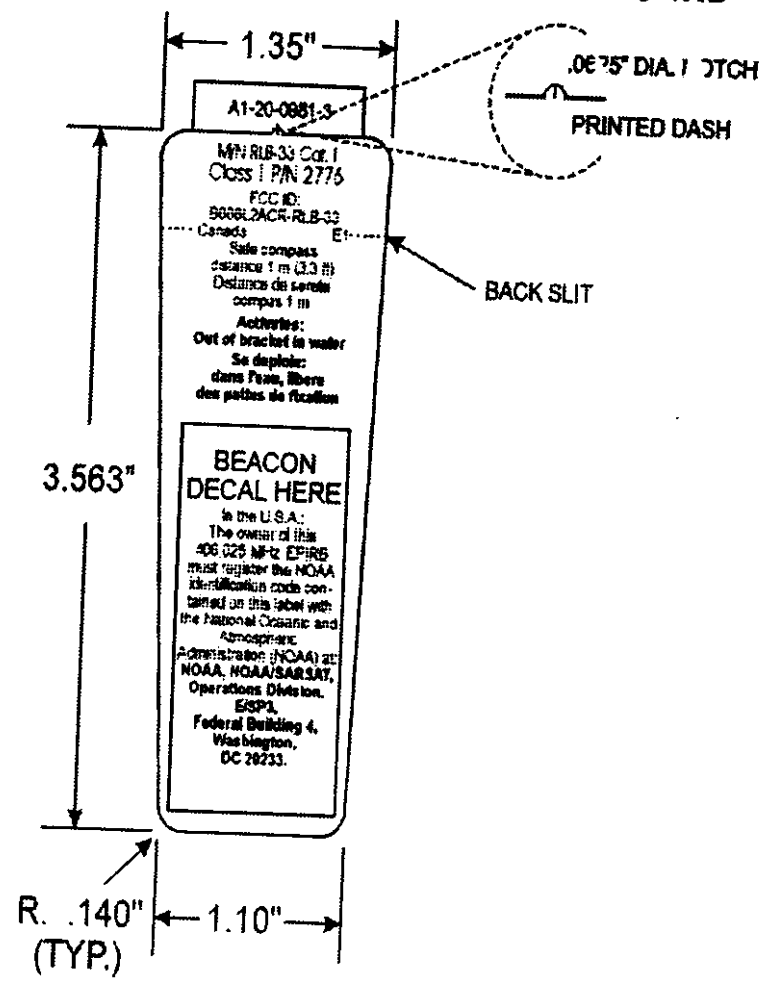 1.35"
DIA.
PRINTED DASH
A1-20-0961-3
M/N RLB-33 Cat. I
Class 1 P/N 2775
FCC ID:
Canada E1
BACK SLIT
Safe compass
distance 1 m (3.3 ft)
Distance de
compas 1 m
Activates:
Out of bracket in water
Se deploie:
dans l'eau, libere
des pattes de fixation
3.563"
BEACON
DECAL HERE
In the U.S.A.:
The owner of this
406.025 MHz EPIRB
must register the NOAA
identification code con-
tained on this label with
the National Oceanic and
Atmospheric
Administration (NOAA) at:
NOAA, NOAA/SARSAT,
Operations Division,
E/SP3,
Federal Building 4,
Washington,
DC 20233.
R. .140"
(TYP.)
1.10"